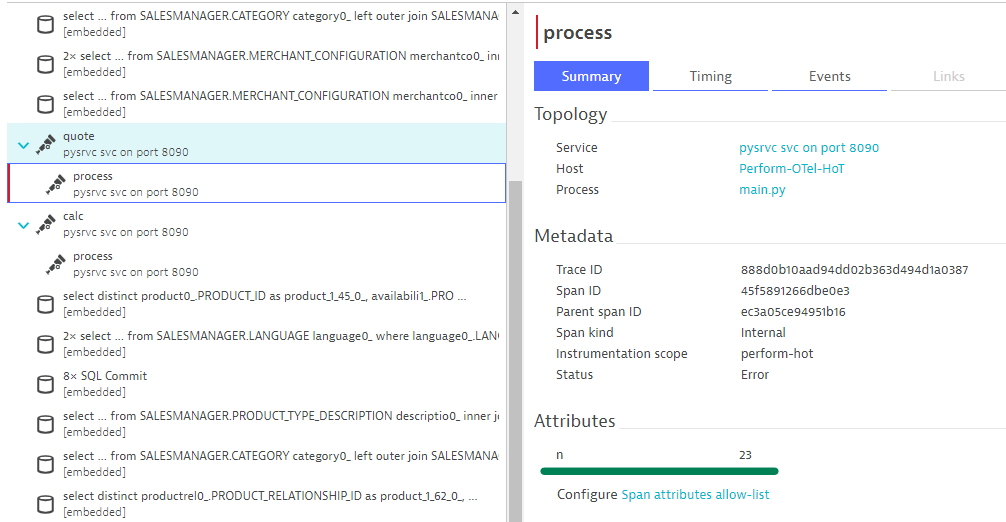 select ... from SALESMANAGER.CATEGORY category0_ left outer join SALESMANA
[embedded]
2× select ... from SALESMANAGER.MERCHANT_CONFIGURATION merchantco0_ inn
[embedded]
select ... from SALESMANAGER.MERCHANT_CONFIGURATION merchantco0_ inner
[embedded]
quote
pysrvc svc on port 8090
process
pysrvc svc on port 8090
calc
pysrvc svc on port 8090
process
pysrvc svc on port 8090
select distinct product0_.PRODUCT_ID as product_1_45_0_, availabili1_.PRO ...
[embedded]
2× select ... from SALESMANAGER.LANGUAGE language0_ where language0_.LAN
[embedded]
8× SQL Commit
[embedded]
select ... from SALESMANAGER.PRODUCT_TYPE_DESCRIPTION descriptio0_ inner jo
[embedded]
select ... from SALESMANAGER.CATEGORY category0_ left outer join SALESMANA
[embedded]
select distinct productrel0_.PRODUCT_RELATIONSHIP_ID as product_1_62_0_, ...
[embedded]
process
Summary Timing Events Links
Topology
Service pysrvc svc on port 8090
Host Perform-OTel-HoT
Process main.py
Metadata
Trace ID 888d0b10aad94dd02b363d494d1a0387
Span ID 45f5891266dbe0e3
Parent span ID ec3a05ce94951b16
Span kind Internal
Instrumentation scope perform-hot
Status Error
Attributes
n 23
Configure Span attributes allow-list